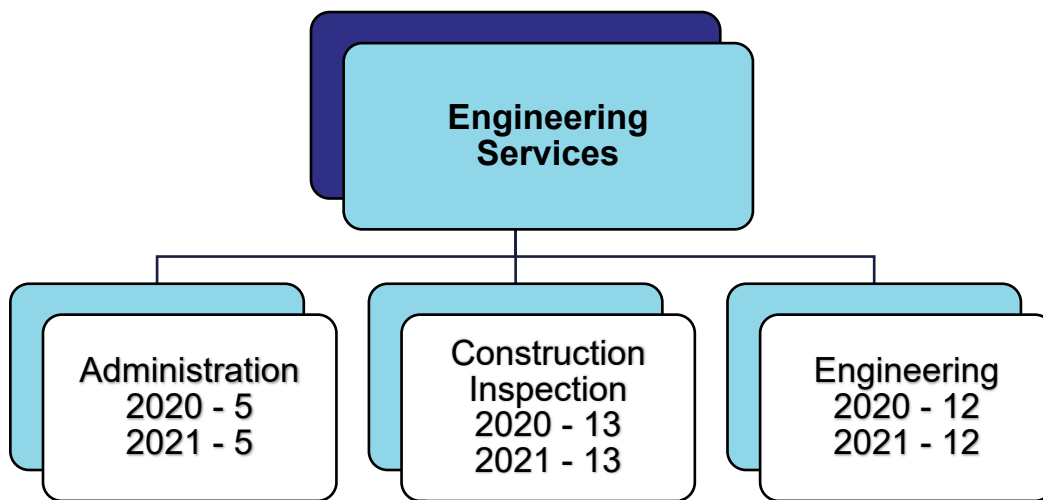 Engineering
Services
Administration
2020 - 5
2021 - 5
Construction
Inspection
2020 - 13
2021 - 13
Engineering
2020 - 12
2021 - 12